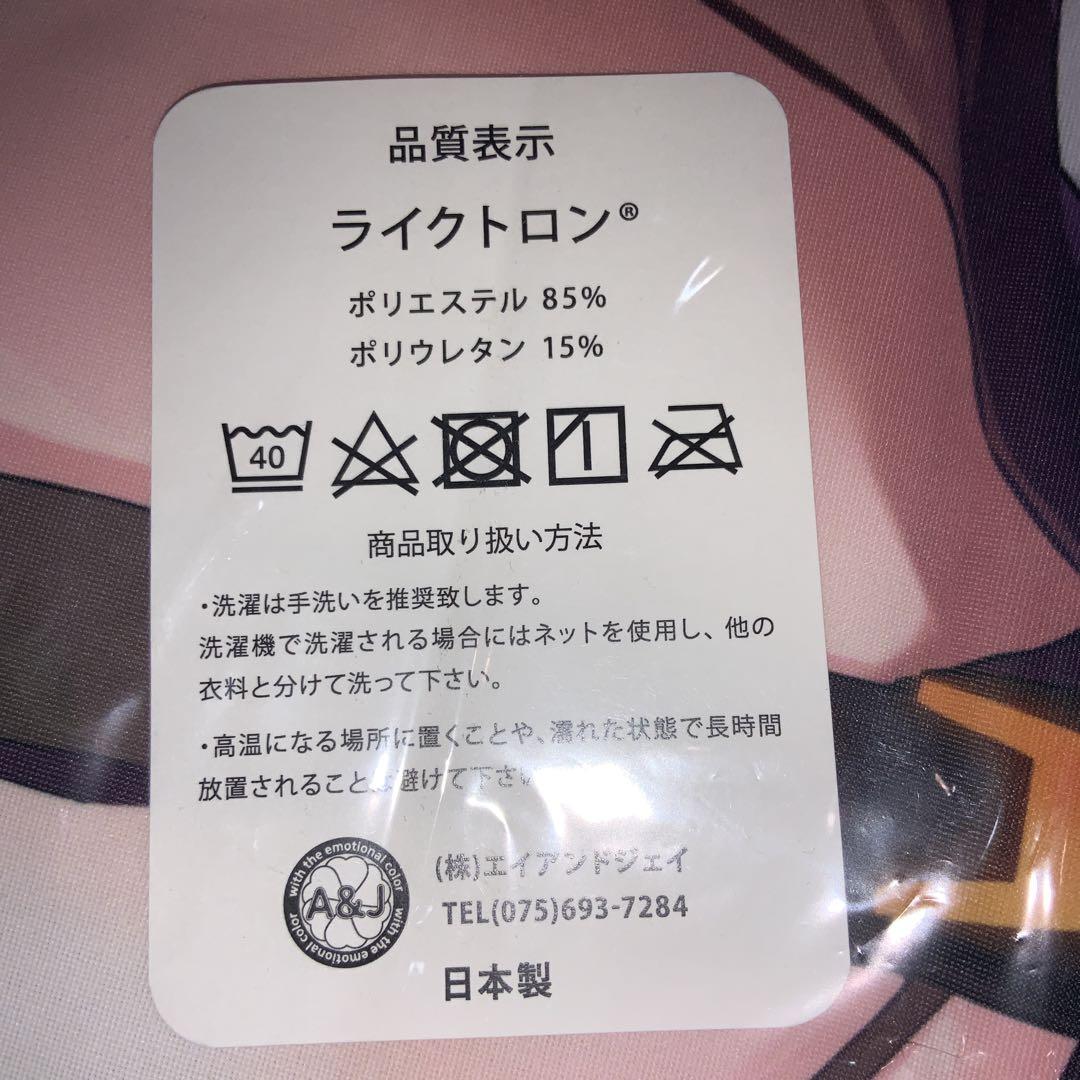 品質表示
ライクトロン®
ポリエステル 85%
ポリウレタン 15%
40
商品取り扱い方法
・洗濯は手洗いを推奨致します。
洗濯機で洗濯される場合にはネットを使用し、他の
衣料と分けて洗って下さい。
・高温になる場所に置くことや、濡れた状態で長時間
放置されること 避けて下さい
with the emotional color
A&J
with the emotional color
(株)エイアンドジェイ
TEL(075)693-7284
日本製